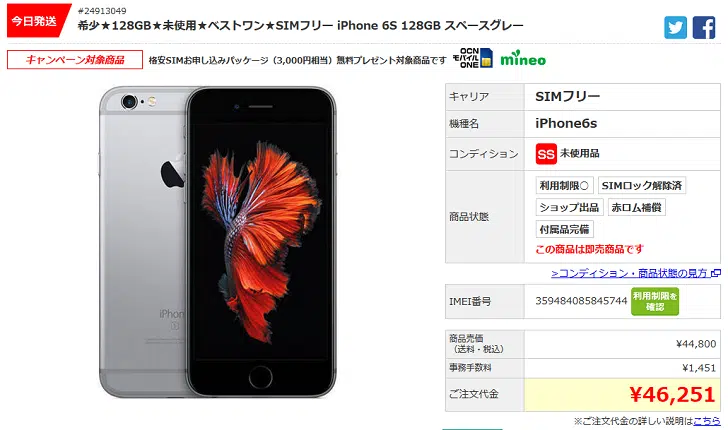 今日発送
#24913049
希少★128GB★未使用★ベストワン★SIMフリー iPhone 6S 128GB スペースグレー
キャンペーン対象商品
格安SIMお申し込みパッケージ（3,000円相当）無料プレゼント対象商品です
OCN
モバイル
ONE
mineo
キャリア
SIMフリー
機種名
iPhone6s
コンディション
SS 未使用品
商品状態
利用制限○ SIMロック解除済
ショップ出品 赤ロム補償
付属品完備
この商品は即売商品です
>コンディション・商品状態の見方
IMEI番号
359484085845744
利用制限を
確認
商品売価
（送料・税込）
¥44,800
事務手数料
¥1,451
ご注文代金
¥46,251
※ご注文代金の詳しい説明はこちら
iPhon
S